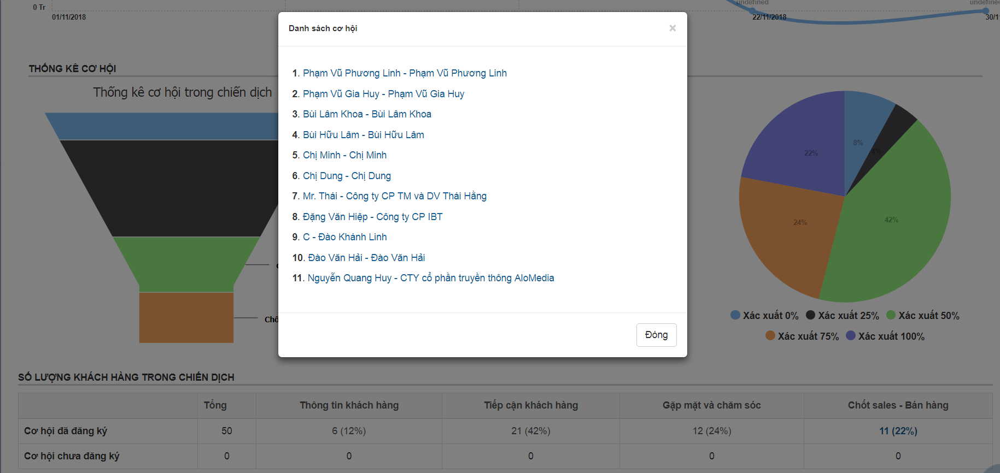 undefined
undefined
0 Tr
01/11/2018
22/11/2018
Danh sách cơ hội
×
THỐNG KÊ CƠ HỘI
Thống kê cơ hội trong chiến dịch
1. Phạm Vũ Phương Linh - Phạm Vũ Phương Linh
2. Phạm Vũ Gia Huy - Phạm Vũ Gia Huy
3. Bùi Lâm Khoa - Bùi Lâm Khoa
4. Bùi Hữu Lâm - Bùi Hữu Lâm
5. Chị Minh - Chị Minh
6. Chị Dung - Chị Dung
7. Mr. Thái - Công ty CP TM và DV Thái Hằng
8. Đặng Văn Hiệp - Công ty CP IBT
9. C - Đào Khánh Linh
10. Đào Văn Hải - Đào Văn Hải
11. Nguyễn Quang Huy - CTY cổ phần truyền thông AloMedia
Đóng
8%
4%
22%
42%
24%
Xác xuất 0% Xác xuất 25% Xác xuất 50%
Xác xuất 75% Xác xuất 100%
SỐ LƯỢNG KHÁCH HÀNG TRONG CHIẾN DỊCH
Tổng Thông tin khách hàng Tiếp cận khách hàng Gặp mặt và chăm sóc Chốt sales - Bán hàng
Cơ hội đã đăng ký 50 6 (12%) 21 (42%) 12 (24%) 11 (22%)
Cơ hội chưa đăng ký 0 0 0 0 0